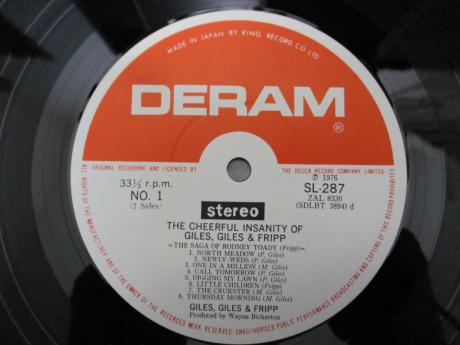 MADE IN JAPAN BY KING RECORD CO LTD
DERAM
®
ORIGINAL RECORDING AND LICENSED BY THE DECCA RECORD COMPANY LIMITED
33⅓ r.p.m.
NO. 1
(2 Sides)
stereo
℗ 1976
SL-287
ZAL 8330
(SDLBT 3894) d
THE CHEERFUL INSANITY OF
GILES, GILES & FRIPP
=THE SAGA OF RODNEY TOADY (Fripp)=
1. NORTH MEADOW (P. Giles)
2. NEWLY-WEDS (P. Giles)
3. ONE IN A MILLION (M. Giles)
4. CALL TOMORROW (P. Giles)
5. DIGGING MY LAWN (P. Giles)
6. LITTLE CHILDREN (Fripp)
7. THE CRUKSTER (M. Giles)
8. THURSDAY MORNING (M. Giles)
GILES, GILES & FRIPP
Produced by Wayne Bickerton
ALL RIGHTS OF THE MANUFACTURER AND OF THE OWNER OF THE RECORDED WORK RESERVED UNAUTHORISED PUBLIC PERFORMANCE BROADCASTING AND COPYING OF THIS RECORD PROHIBITED